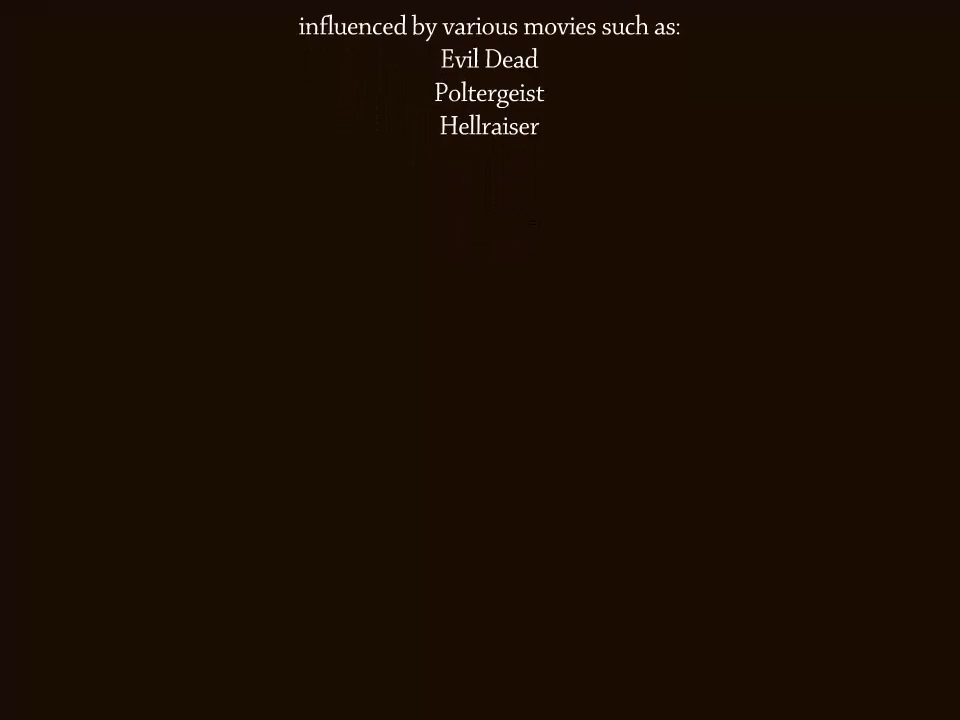 influenced by various movies such as:
Evil Dead
Poltergeist
Hellraiser